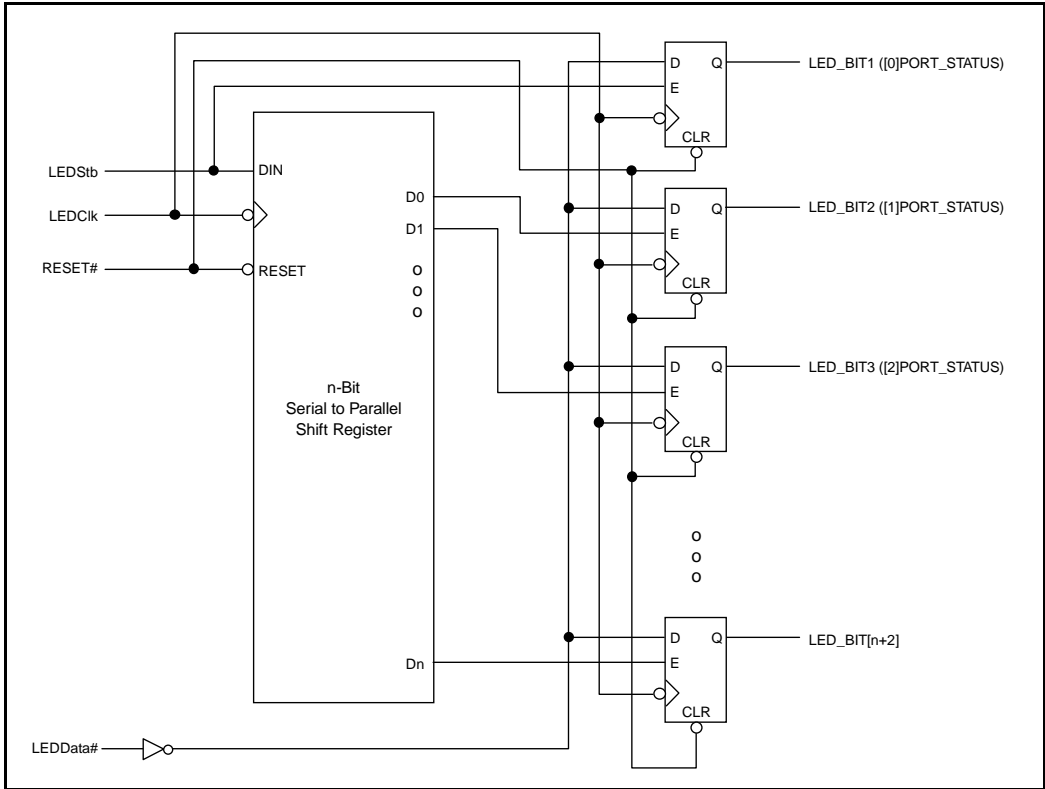 LEDStb
LEDClk
RESET#
LEDData#
DIN
RESET
D0
D1
o
o
o
n-Bit
Serial to Parallel
Shift Register
Dn
D Q
E
CLR
LED_BIT1 ([0]PORT_STATUS)
D Q
E
CLR
LED_BIT2 ([1]PORT_STATUS)
D Q
E
CLR
LED_BIT3 ([2]PORT_STATUS)
o
o
o
D Q
E
CLR
LED_BIT[n+2]